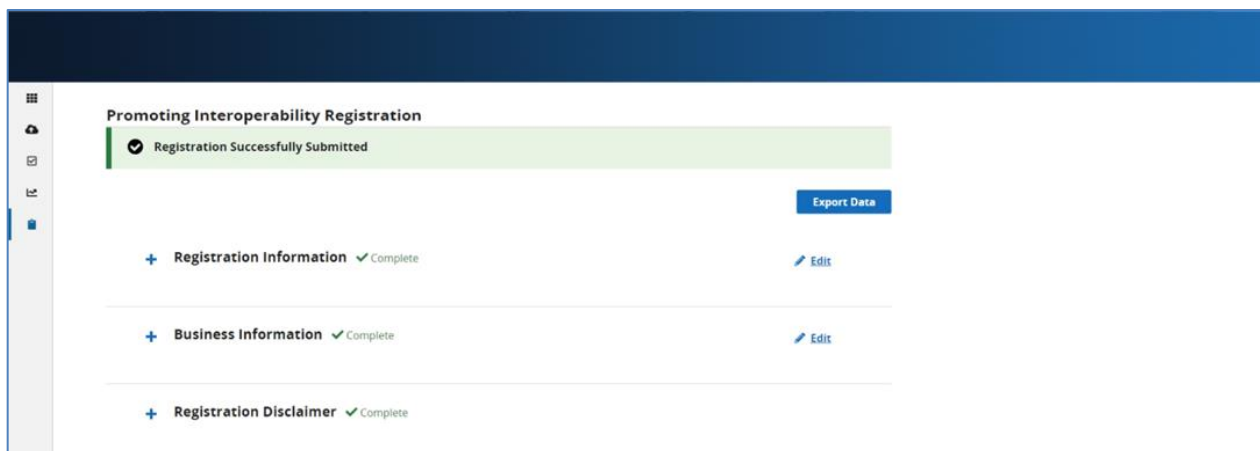 Promoting Interoperability Registration
Registration Successfully Submitted
Export Data
Registration Information Complete Edit
Business Information Complete Edit
Registration Disclaimer Complete